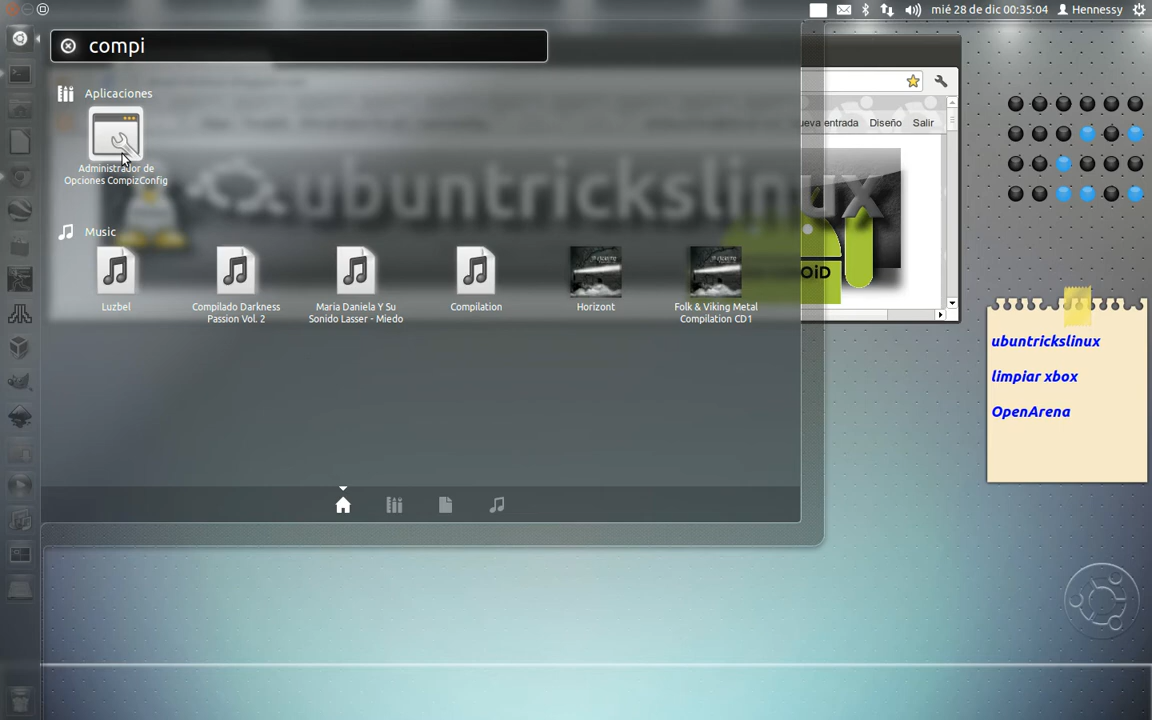 mié 28 de dic 00:35:04 Hennessy
compi
Aplicaciones
Administrador de
Opciones CompizConfig
ueva entrada Diseño Salir
ubuntrickslinux
OiD
Music
Luzbel
Compilado Darkness
Passion Vol. 2
Maria Daniela Y Su
Sonido Lasser - Miedo
Compilation
Horizont
Folk & Viking Metal
Compilation CD1
ubuntrickslinux
limpiar xbox
OpenArena